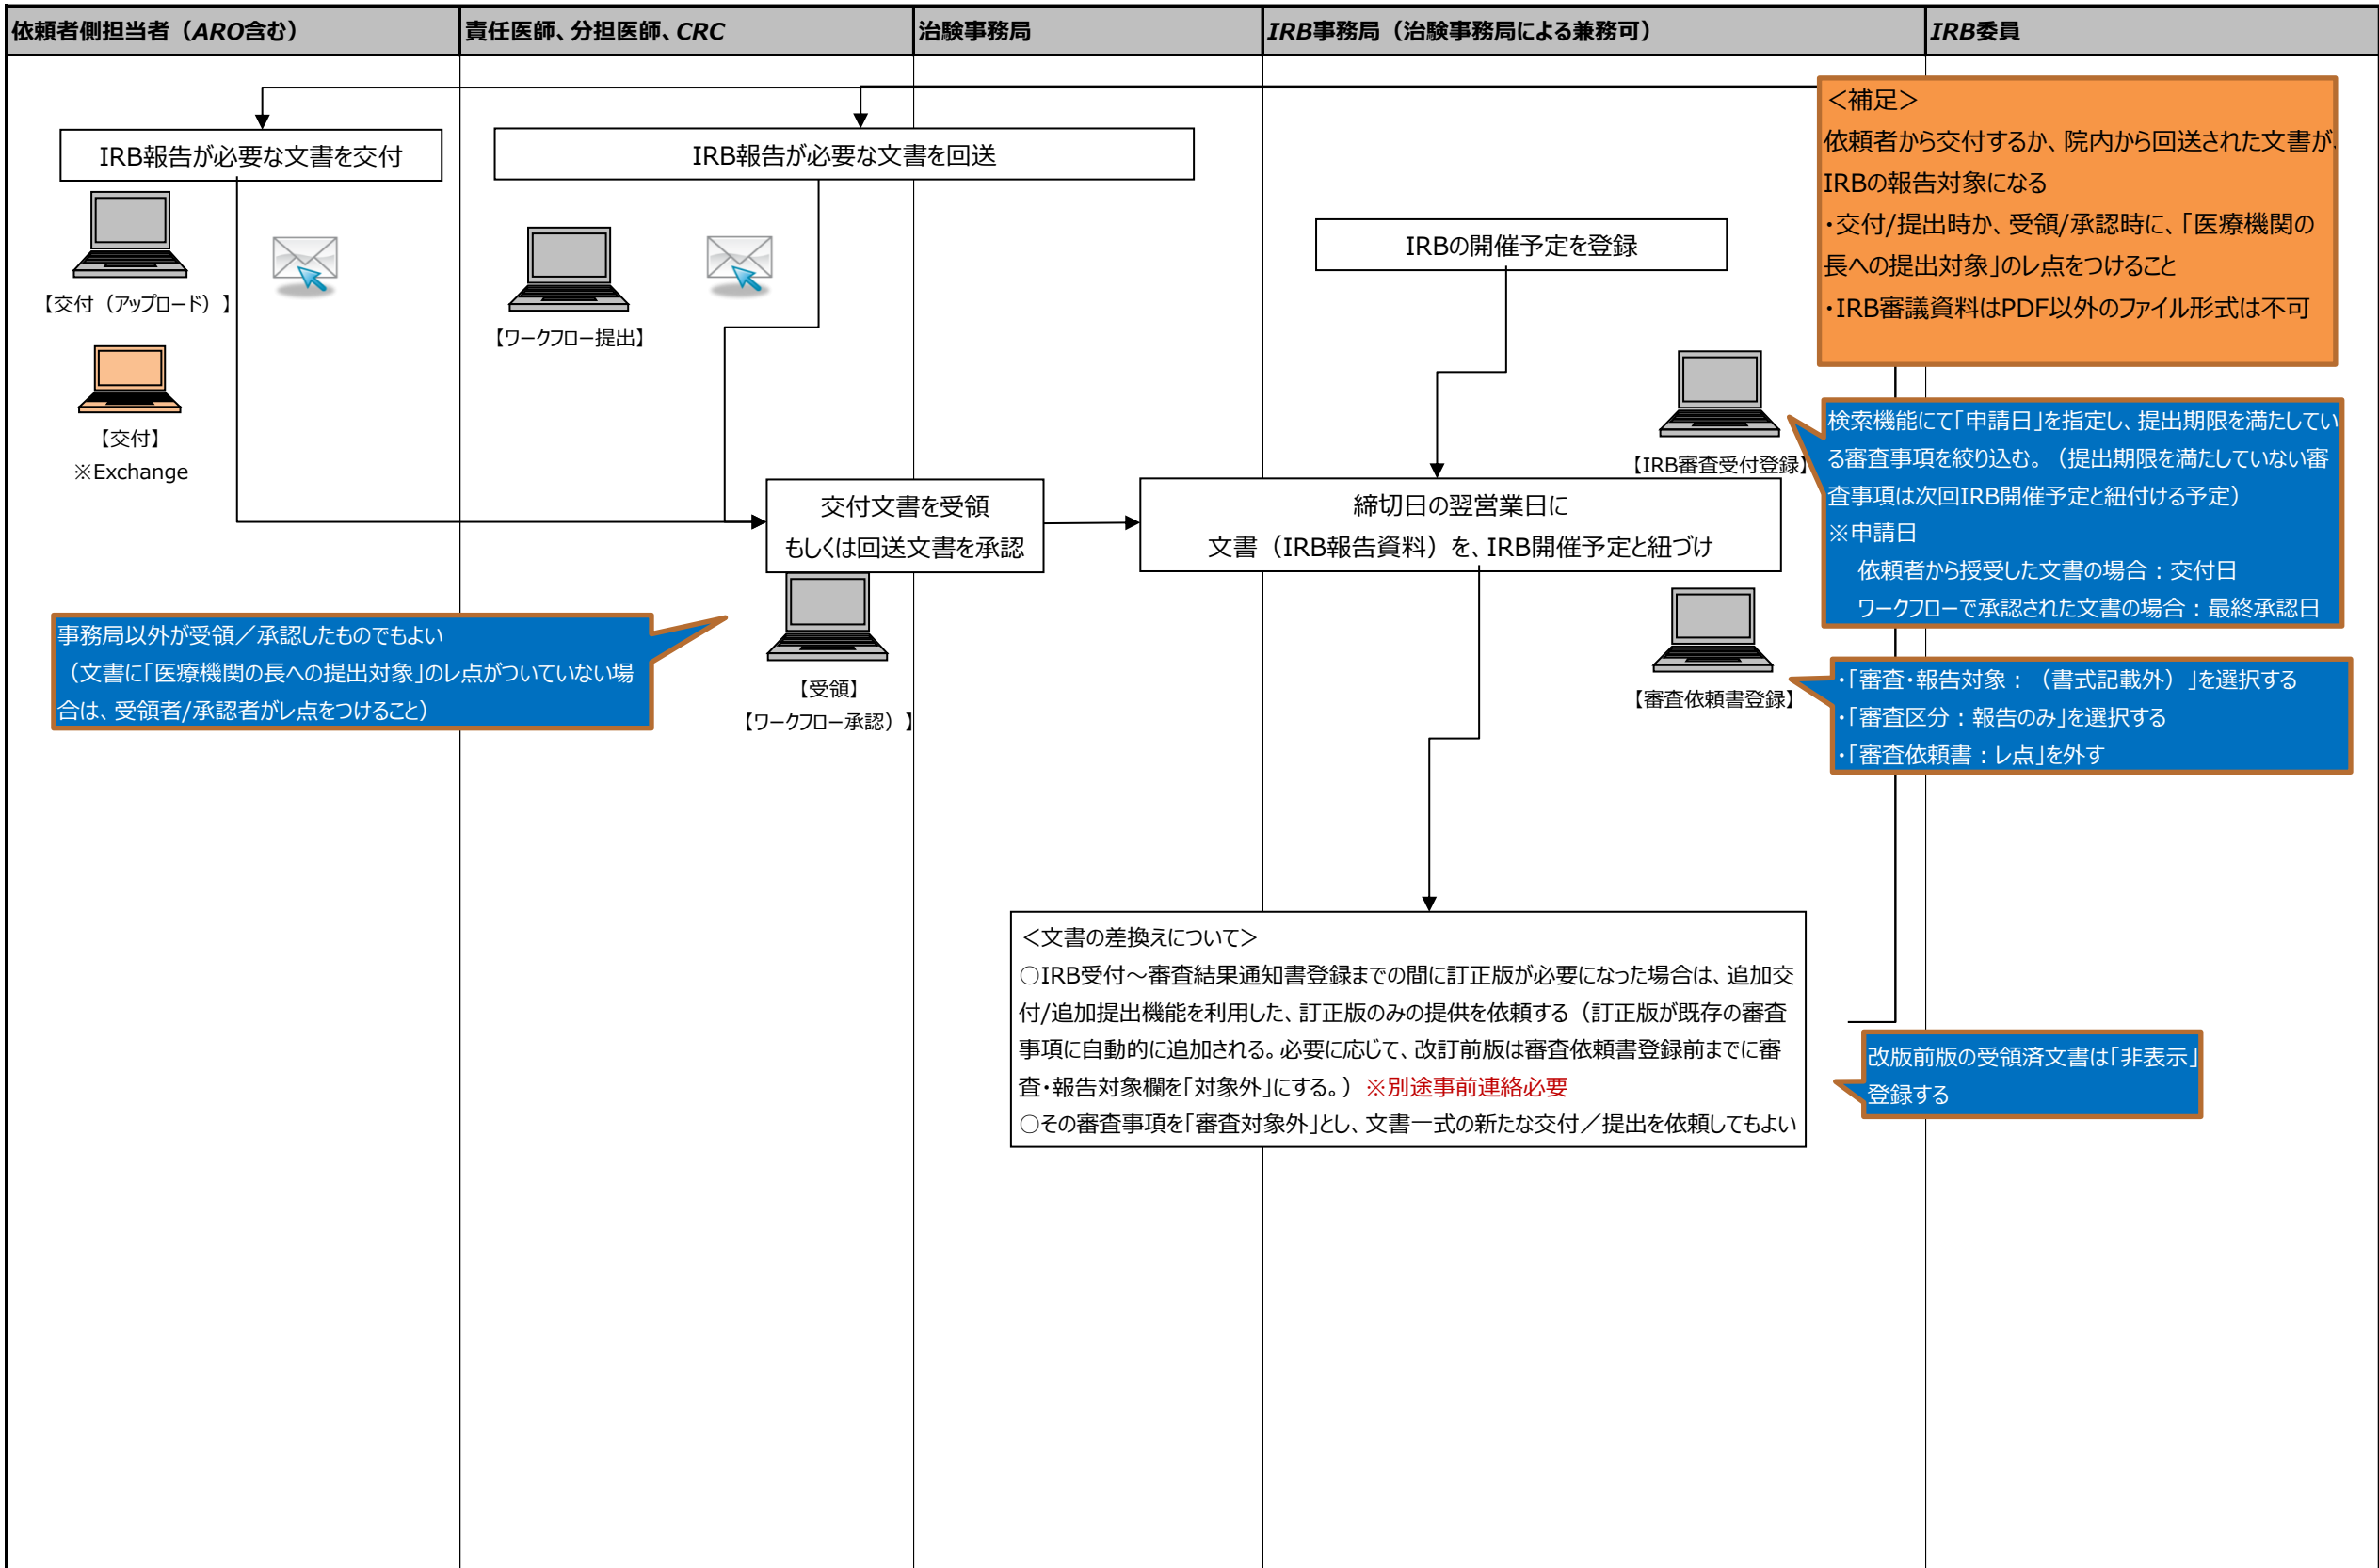 依頼者側担当者（ARO含む）
責任医師、分担医師、CRC
治験事務局
IRB事務局（治験事務局による兼務可）
IRB委員
IRB報告が必要な文書を交付
【交付（アップロード）】
【交付】
※Exchange
IRB報告が必要な文書を回送
【ワークフロー提出】
IRBの開催予定を登録
＜補足＞
依頼者から交付するか、院内から回送された文書が、
IRBの報告対象になる
・交付/提出時か、受領/承認時に、「医療機関の
長への提出対象」のレ点をつけること
・IRB審議資料はPDF以外のファイル形式は不可
【IRB審査受付登録】
検索機能にて「申請日」を指定し、提出期限を満たしてい
る審査事項を絞り込む。（提出期限を満たしていない審
査事項は次回IRB開催予定と紐付ける予定）
※申請日
依頼者から授受した文書の場合：交付日
ワークフローで承認された文書の場合：最終承認日
交付文書を受領
もしくは回送文書を承認
締切日の翌営業日に
文書（IRB報告資料）を、IRB開催予定と紐づけ
事務局以外が受領／承認したものでもよい
（文書に「医療機関の長への提出対象」のレ点がついていない場
合は、受領者/承認者がレ点をつけること）
【受領】
【ワークフロー承認）】
【審査依頼書登録】
・「審査・報告対象：（書式記載外）」を選択する
・「審査区分：報告のみ」を選択する
・「審査依頼書：レ点」を外す
＜文書の差換えについて＞
○IRB受付～審査結果通知書登録までの間に訂正版が必要になった場合は、追加交
付/追加提出機能を利用した、訂正版のみの提供を依頼する（訂正版が既存の審査
事項に自動的に追加される。必要に応じて、改訂前版は審査依頼書登録前までに審
査・報告対象欄を「対象外」にする。）※別途事前連絡必要
○その審査事項を「審査対象外」とし、文書一式の新たな交付／提出を依頼してもよい
改版前版の受領済文書は「非表示」
登録する